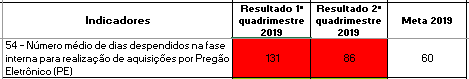 Indicadores
Resultado 1º
quadrimestre
2019
Resultado 2º
quadrimestre
2019
Meta 2019
54 - Número médio de dias despendidos na fase
interna para realização de aquisições por Pregão
Eletrônico (PE)
131
66
60